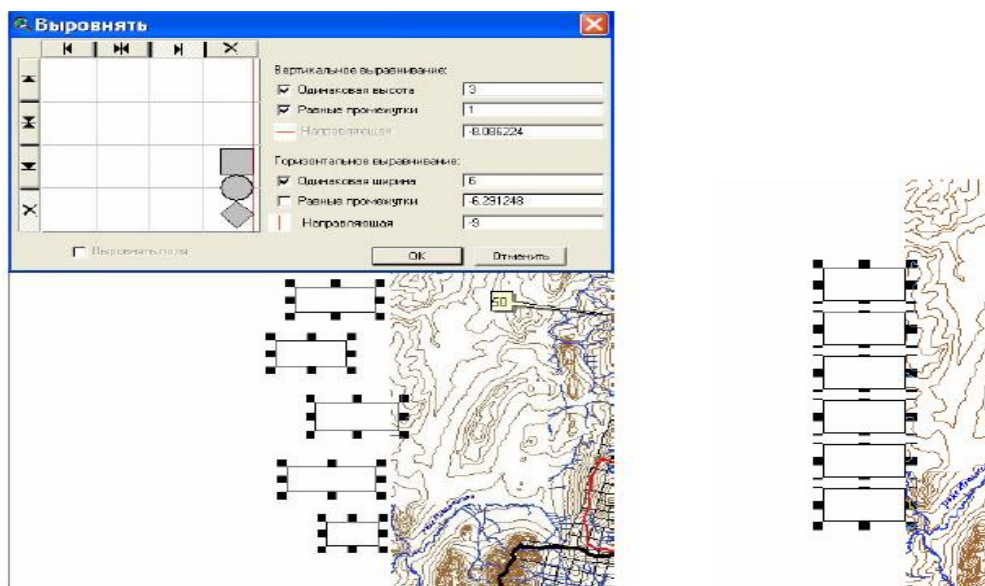 Выровнять
Вертикальное выравнивание:
Одинаковая высота
3
Равные промежутки
1
Направляющая
-8.086224
Горизонтальное выравнивание:
Одинаковая ширина
6
Равные промежутки
-6.291248
Направляющая
-9
Выровнять поля
OK
Отменить
50